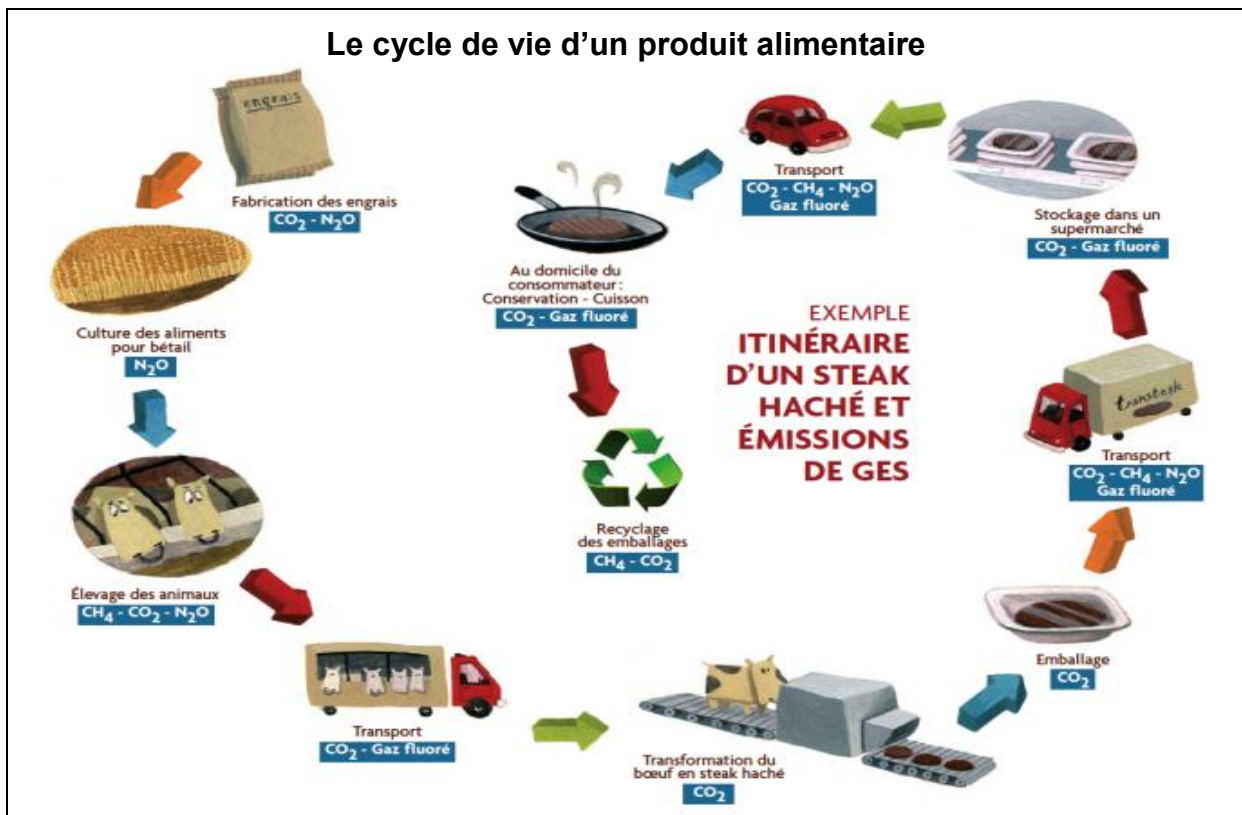 Le cycle de vie d’un produit alimentaire
engrais
Fabrication des engrais
CO₂ - N₂O
Culture des aliments
pour bétail
N₂O
Élevage des animaux
CH₄ - CO₂ - N₂O
Transport
CO₂ - Gaz fluoré
Transformation du
bœuf en steak haché
CO₂
Emballage
CO₂
transteak
Transport
CO₂ - CH₄ - N₂O
Gaz fluoré
Stockage dans un
supermarché
CO₂ - Gaz fluoré
Transport
CO₂ - CH₄ - N₂O
Gaz fluoré
Au domicile du
consommateur :
Conservation - Cuisson
CO₂ - Gaz fluoré
Recyclage
des emballages
CH₄ - CO₂
EXEMPLE
ITINÉRAIRE
D’UN STEAK
HACHÉ ET
ÉMISSIONS
DE GES